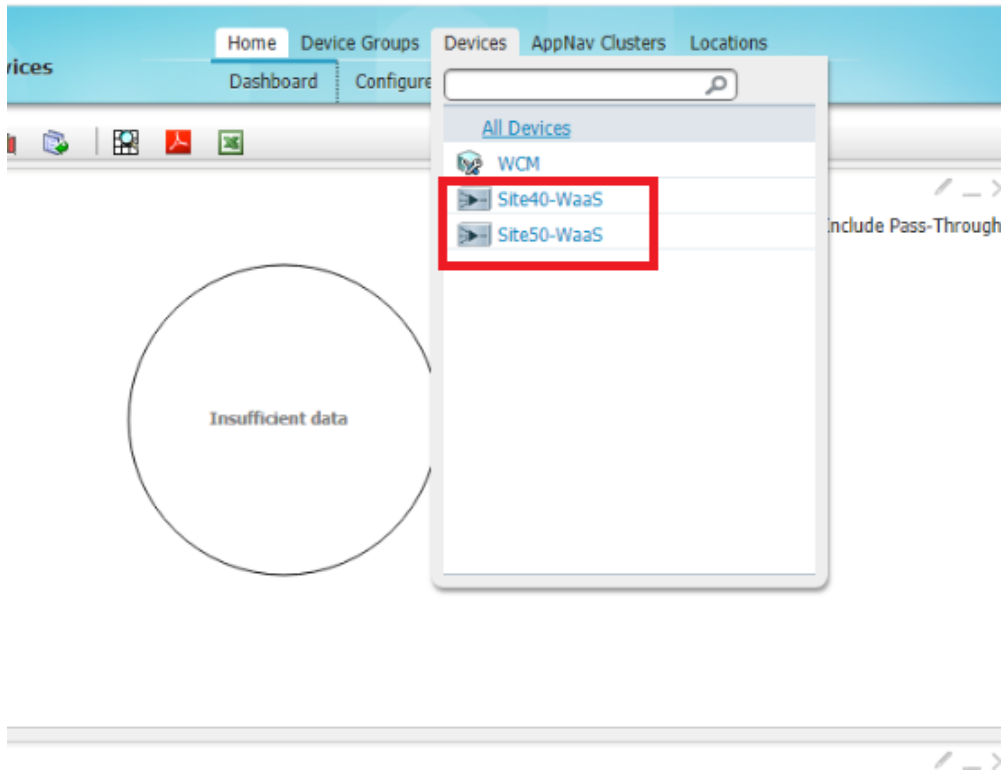 Home Device Groups Devices AppNav Clusters Locations
vices
Dashboard Configure
All Devices
WCM
Site40-WaaS
Site50-WaaS
Include Pass-Through
Insufficient data